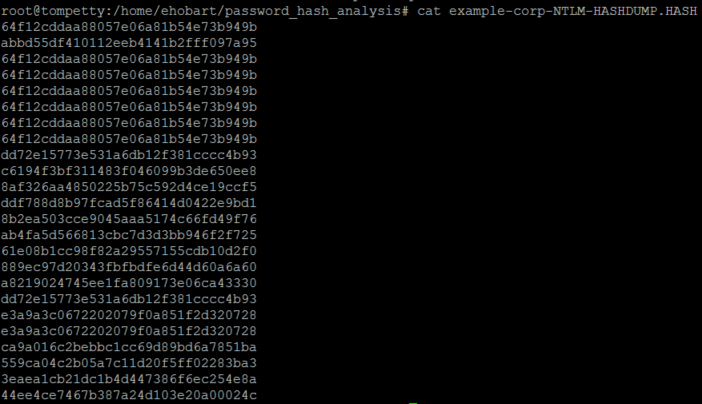 root@tompetty:/home/ehobart/password_hash_analysis# cat example-corp-NTLM-HASHDUMP.HASH
64f12cddaa88057e06a81b54e73b949b
abbd55df410112eeb4141b2fff097a95
64f12cddaa88057e06a81b54e73b949b
64f12cddaa88057e06a81b54e73b949b
64f12cddaa88057e06a81b54e73b949b
64f12cddaa88057e06a81b54e73b949b
64f12cddaa88057e06a81b54e73b949b
64f12cddaa88057e06a81b54e73b949b
dd72e15773e531a6db12f381cccc4b93
c6194f3bf311483f046099b3de650ee8
8af326aa4850225b75c592d4ce19ccf5
ddf788d8b97fcad5f86414d0422e9bd1
8b2ea503cce9045aaa5174c66fd49f76
ab4fa5d566813cbc7d3d3bb946f2f725
61e08b1cc98f82a29557155cdb10d2f0
889ec97d20343fbfbdfe6d44d60a6a60
a8219024745ee1fa809173e06ca43330
dd72e15773e531a6db12f381cccc4b93
e3a9a3c0672202079f0a851f2d320728
e3a9a3c0672202079f0a851f2d320728
ca9a016c2bebbc1cc69d89bd6a7851ba
559ca04c2b05a7c11d20f5ff02283ba3
3eaea1cb21dc1b4d447386f6ec254e8a
44ee4ce7467b387a24d103e20a00024c